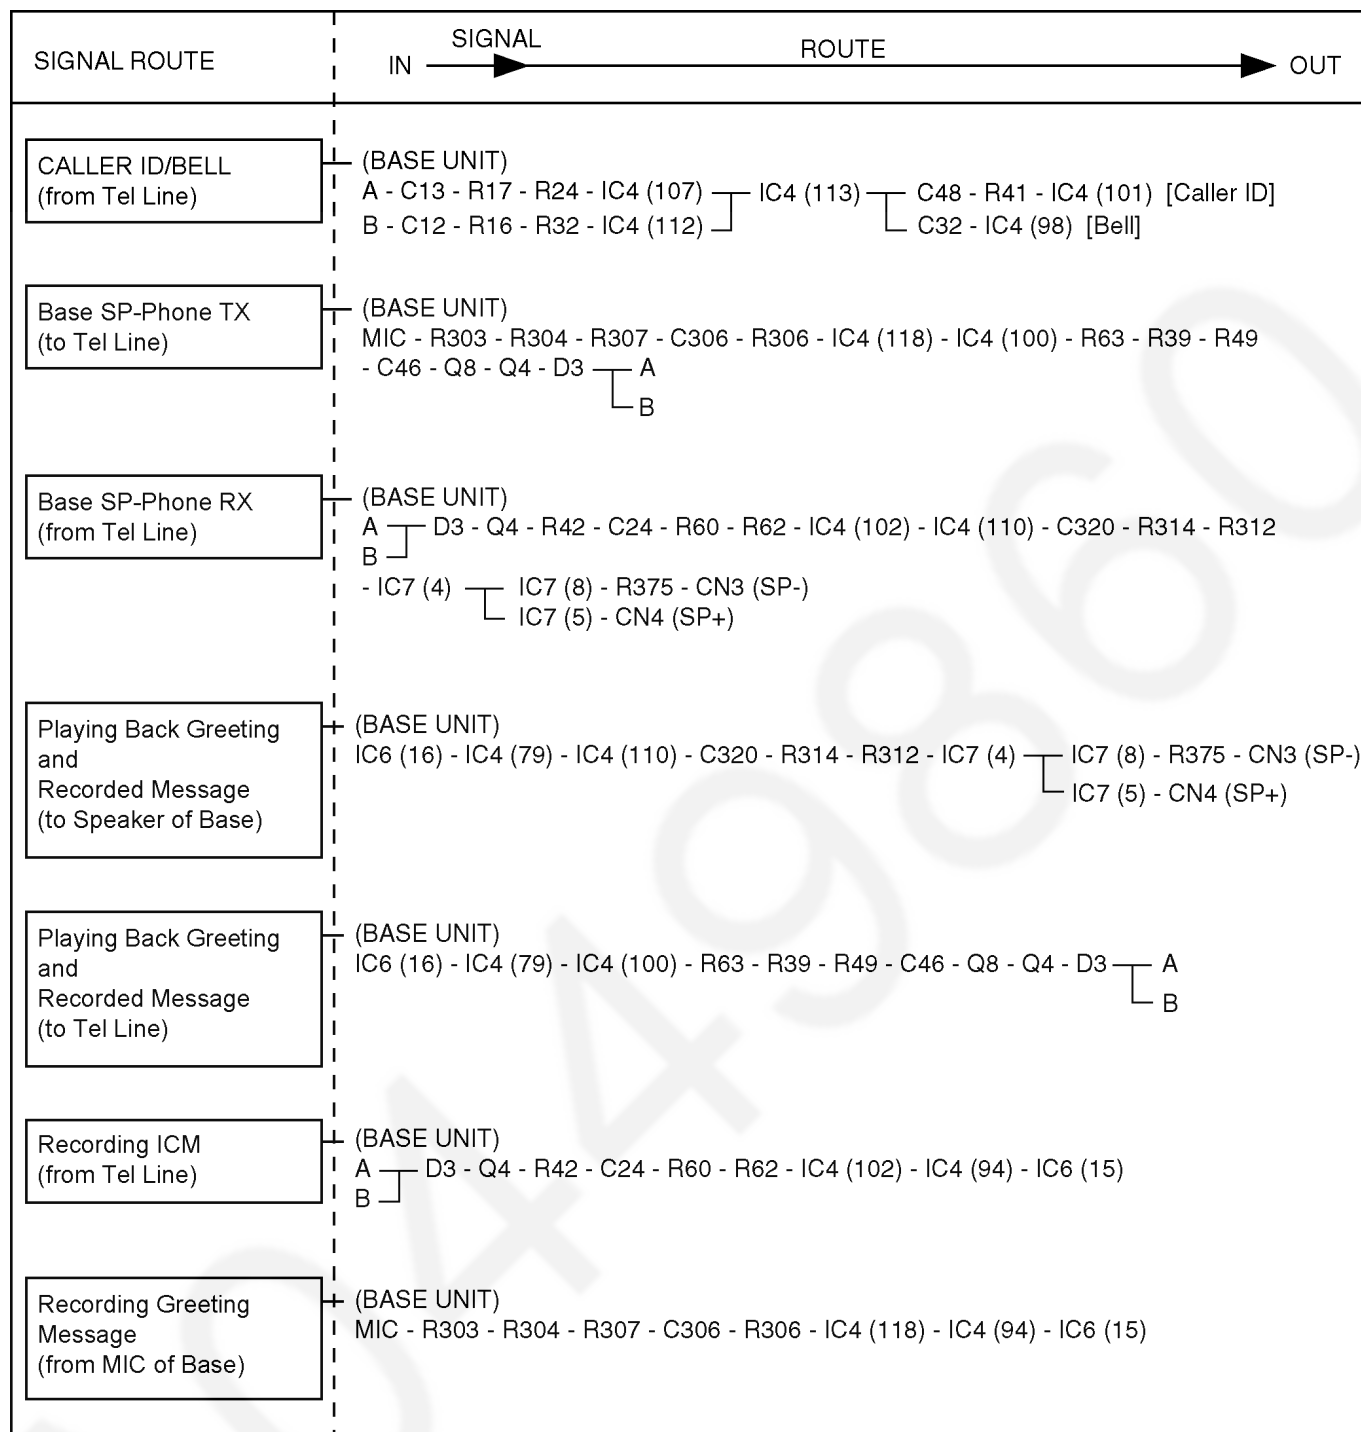 SIGNAL ROUTE
IN SIGNAL ROUTE OUT
CALLER ID/BELL
(from Tel Line)
(BASE UNIT)
A - C13 - R17 - R24 - IC4 (107) IC4 (113) C48 - R41 - IC4 (101) [Caller ID]
B - C12 - R16 - R32 - IC4 (112) C32 - IC4 (98) [Bell]
Base SP-Phone TX
(to Tel Line)
(BASE UNIT)
MIC - R303 - R304 - R307 - C306 - R306 - IC4 (118) - IC4 (100) - R63 - R39 - R49
- C46 - Q8 - Q4 - D3 A
B
Base SP-Phone RX
(from Tel Line)
(BASE UNIT)
A D3 - Q4 - R42 - C24 - R60 - R62 - IC4 (102) - IC4 (110) - C320 - R314 - R312
B
- IC7 (4) IC7 (8) - R375 - CN3 (SP-)
IC7 (5) - CN4 (SP+)
Playing Back Greeting
and
Recorded Message
(to Speaker of Base)
(BASE UNIT)
IC6 (16) - IC4 (79) - IC4 (110) - C320 - R314 - R312 - IC7 (4) IC7 (8) - R375 - CN3 (SP-)
IC7 (5) - CN4 (SP+)
Playing Back Greeting
and
Recorded Message
(to Tel Line)
(BASE UNIT)
IC6 (16) - IC4 (79) - IC4 (100) - R63 - R39 - R49 - C46 - Q8 - Q4 - D3 A
B
Recording ICM
(from Tel Line)
(BASE UNIT)
A D3 - Q4 - R42 - C24 - R60 - R62 - IC4 (102) - IC4 (94) - IC6 (15)
B
Recording Greeting
Message
(from MIC of Base)
(BASE UNIT)
MIC - R303 - R304 - R307 - C306 - R306 - IC4 (118) - IC4 (94) - IC6 (15)